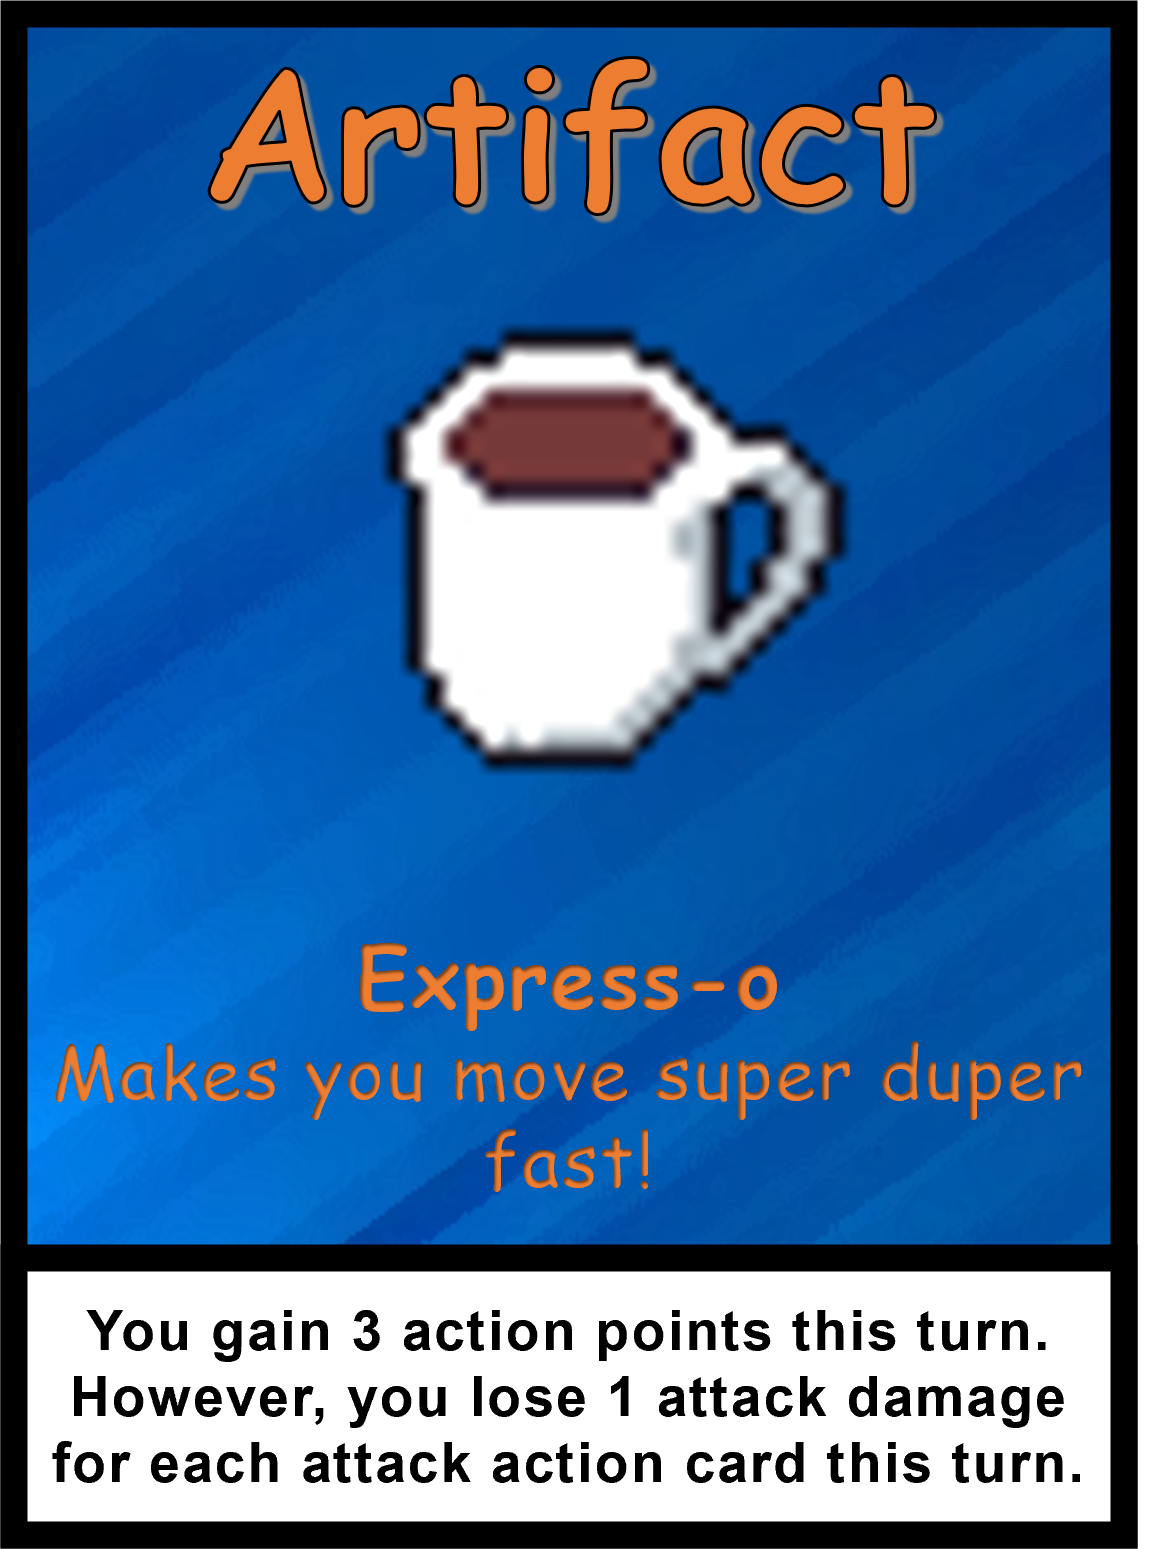 Artifact
Express-o
Makes you move super duper
fast!
You gain 3 action points this turn.
However, you lose 1 attack damage
for each attack action card this turn.